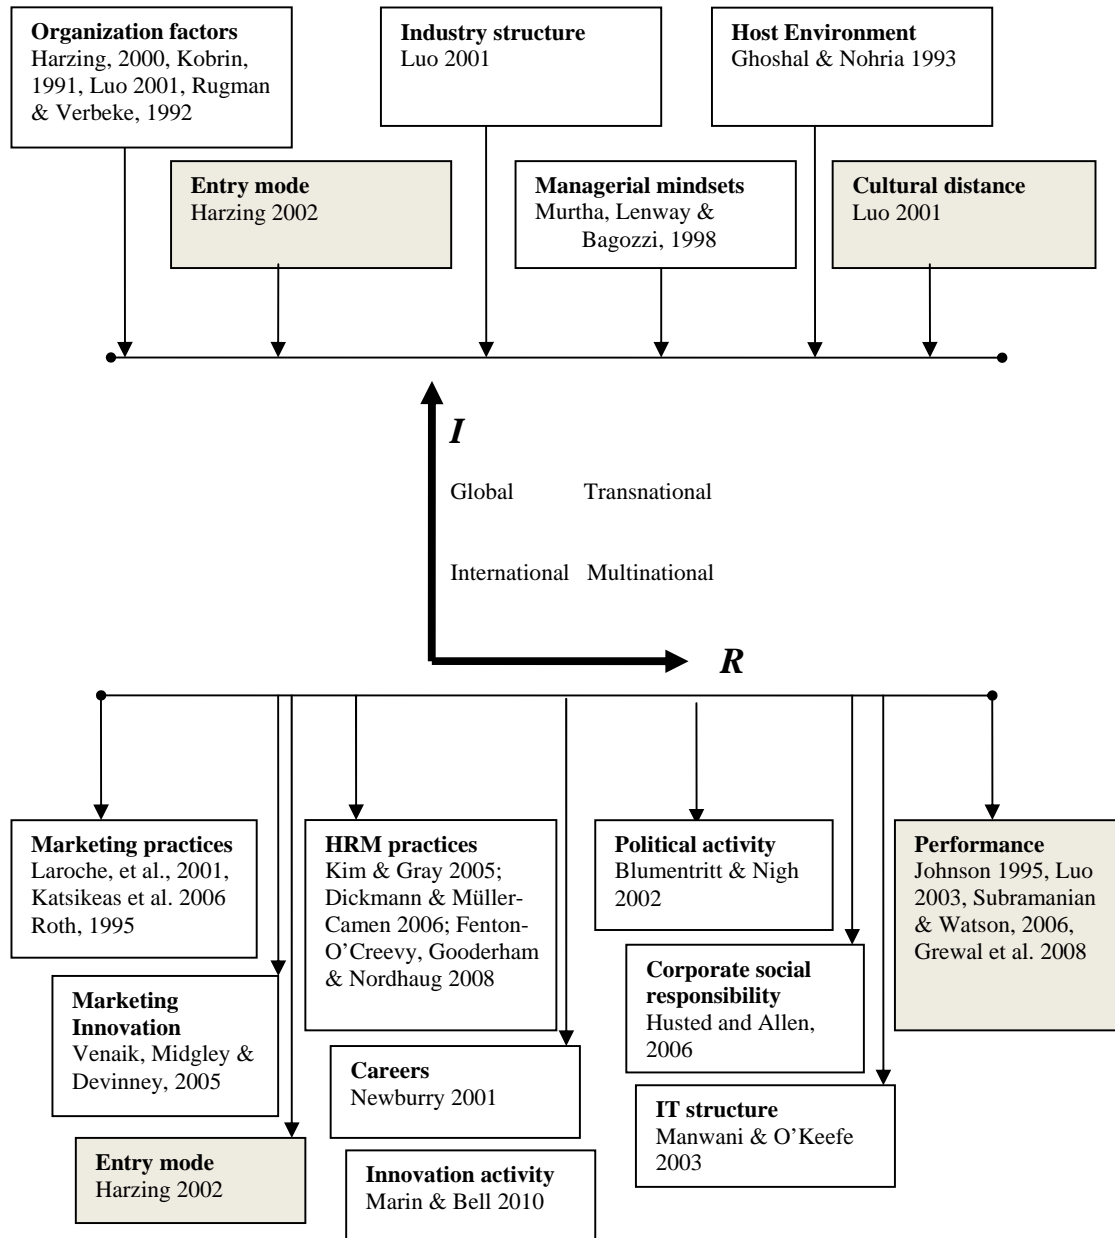 Organization factors
Harzing, 2000, Kobrin,
1991, Luo 2001, Rugman
& Verbeke, 1992
Industry structure
Luo 2001
Host Environment
Ghoshal & Nohria 1993
Entry mode
Harzing 2002
Managerial mindsets
Murtha, Lenway &
Bagozzi, 1998
Cultural distance
Luo 2001
I
Global Transnational
International Multinational
R
Marketing practices
Laroche, et al., 2001,
Katsikeas et al. 2006
Roth, 1995
HRM practices
Kim & Gray 2005;
Dickmann & Müller-
Camen 2006; Fenton-
O’Creevy, Gooderham
& Nordhaug 2008
Political activity
Blumentritt & Nigh
2002
Performance
Johnson 1995, Luo
2003, Subramanian
& Watson, 2006,
Grewal et al. 2008
Marketing
Innovation
Venaik, Midgley &
Devinney, 2005
Corporate social
responsibility
Husted and Allen,
2006
Careers
Newburry 2001
IT structure
Manwani & O’Keefe
2003
Entry mode
Harzing 2002
Innovation activity
Marin & Bell 2010